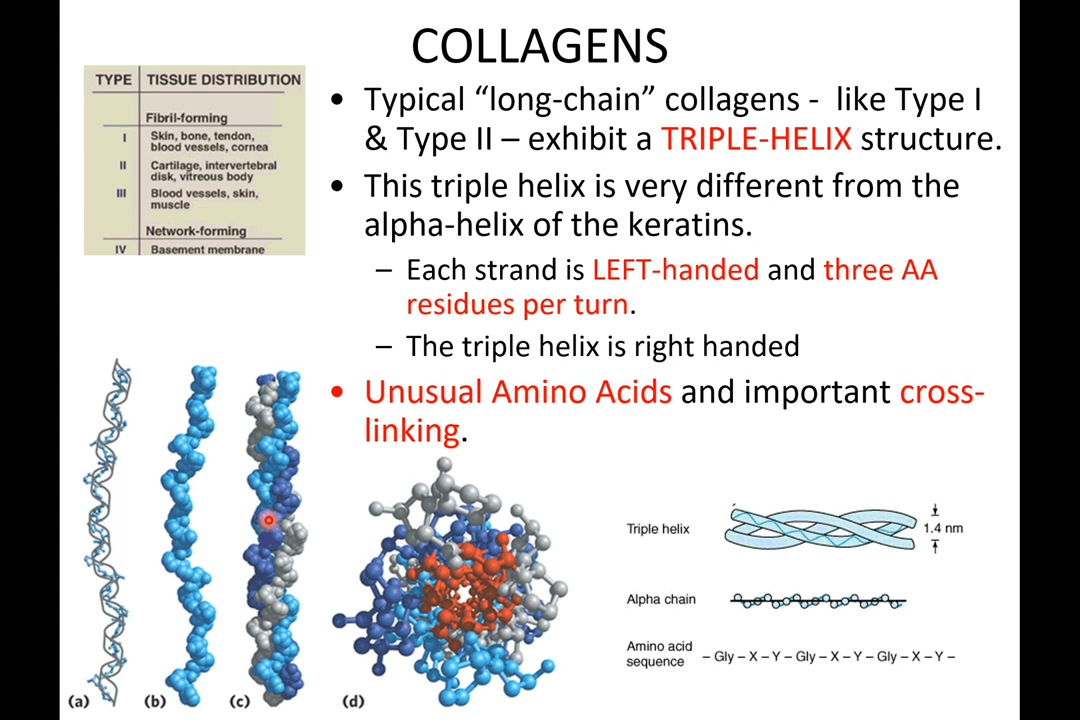 COLLAGENS
TYPE TISSUE DISTRIBUTION
Fibril-forming
I Skin, bone, tendon,
blood vessels, cornea
II Cartilage, intervertebral
disk, vitreous body
III Blood vessels, skin,
muscle
Network-forming
IV Basement membrane
• Typical “long-chain” collagens - like Type I
& Type II – exhibit a TRIPLE-HELIX structure.
• This triple helix is very different from the
alpha-helix of the keratins.
– Each strand is LEFT-handed and three AA
residues per turn.
– The triple helix is right handed
• Unusual Amino Acids and important cross-
linking.
(a) (b) (c) (d)
Triple helix 1.4 nm
Alpha chain
Amino acid
sequence – Gly – X – Y – Gly – X – Y – Gly – X – Y –